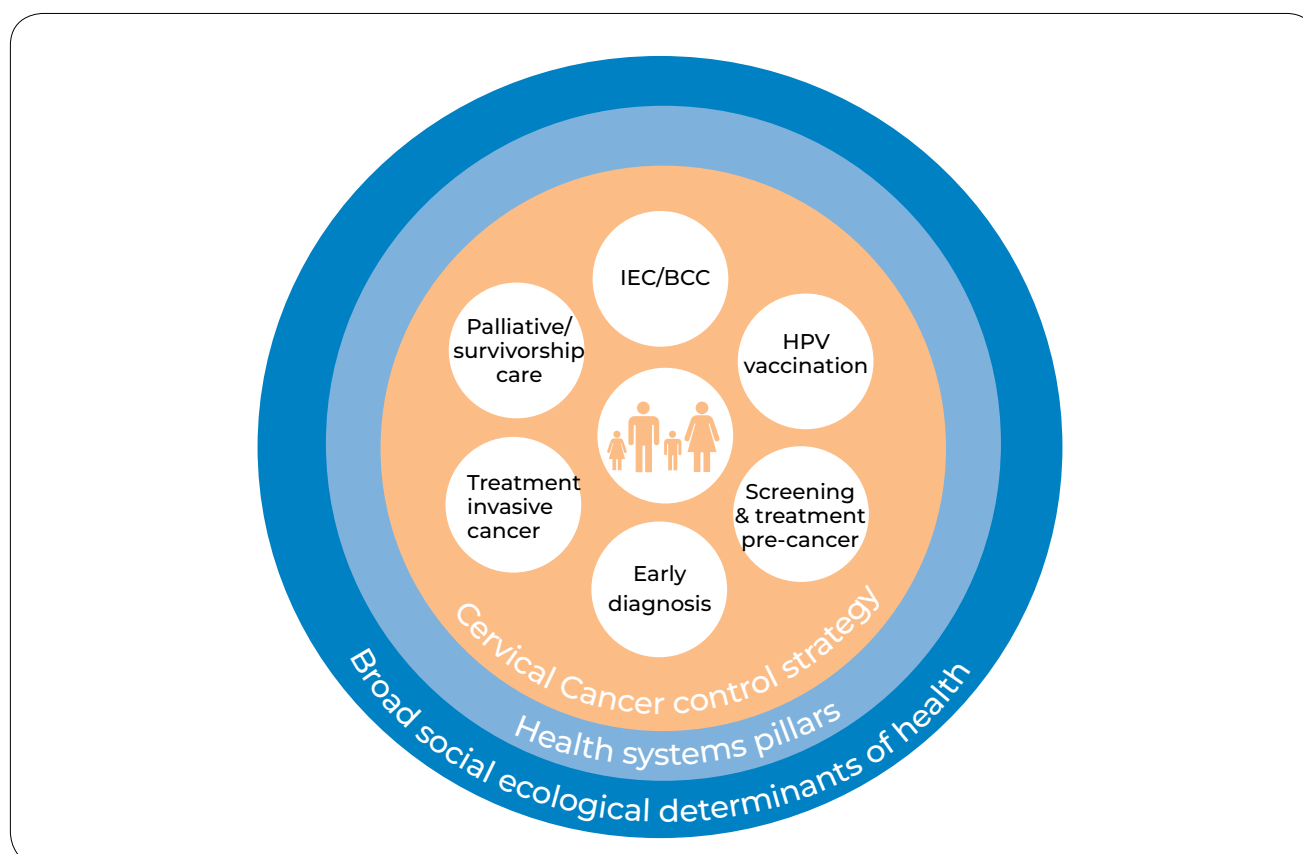 IEC/BCC
HPV
vaccination
Screening
& treatment
pre-cancer
Early
diagnosis
Treatment
invasive
cancer
Palliative/
survivorship
care
Cervical Cancer control strategy
Health systems pillars
Broad social ecological determinants of health